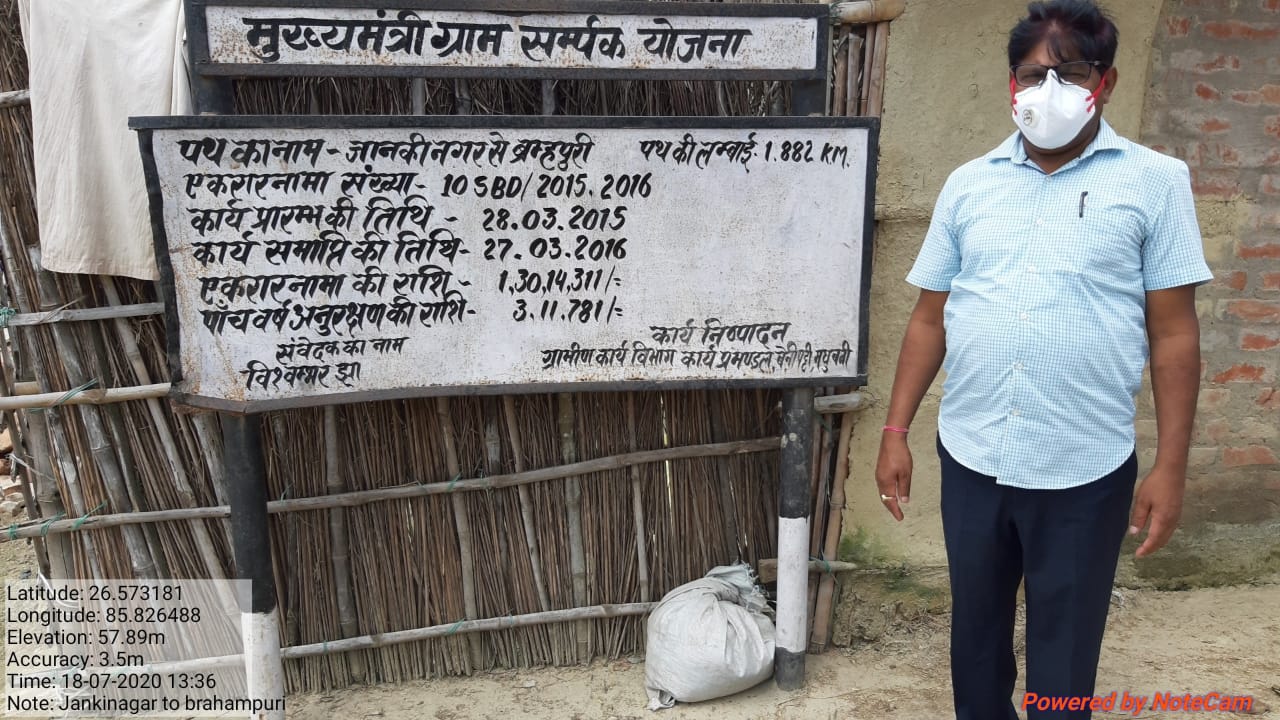 मुख्यमंत्री ग्राम सर्म्पक योजना
पथ का नाम - जानकी नगर से ब्रम्हपुरी पथ की लम्बाई: 1.882 KM.
एकरारनामा संख्या - 10 SBD/2015.2016
कार्य प्रारम्भ की तिथि - 28.03.2015
कार्य समाप्ति की तिथि - 27.03.2016
एकरारनामा की राशि - 1,30,14,311/=
पाँच वर्ष अनुरक्षण की राशि - 3.11.781/=
संवेदक का नाम
विश्वम्भर झा
कार्य निष्पादन
ग्रामीण कार्य विभाग कार्य प्रमण्डल, बेनीपट्टी मधुबनी
Latitude: 26.573181
Longitude: 85.826488
Elevation: 57.89m
Accuracy: 3.5m
Time: 18-07-2020 13:36
Note: Jankinagar to brahampuri
Powered by NoteCam